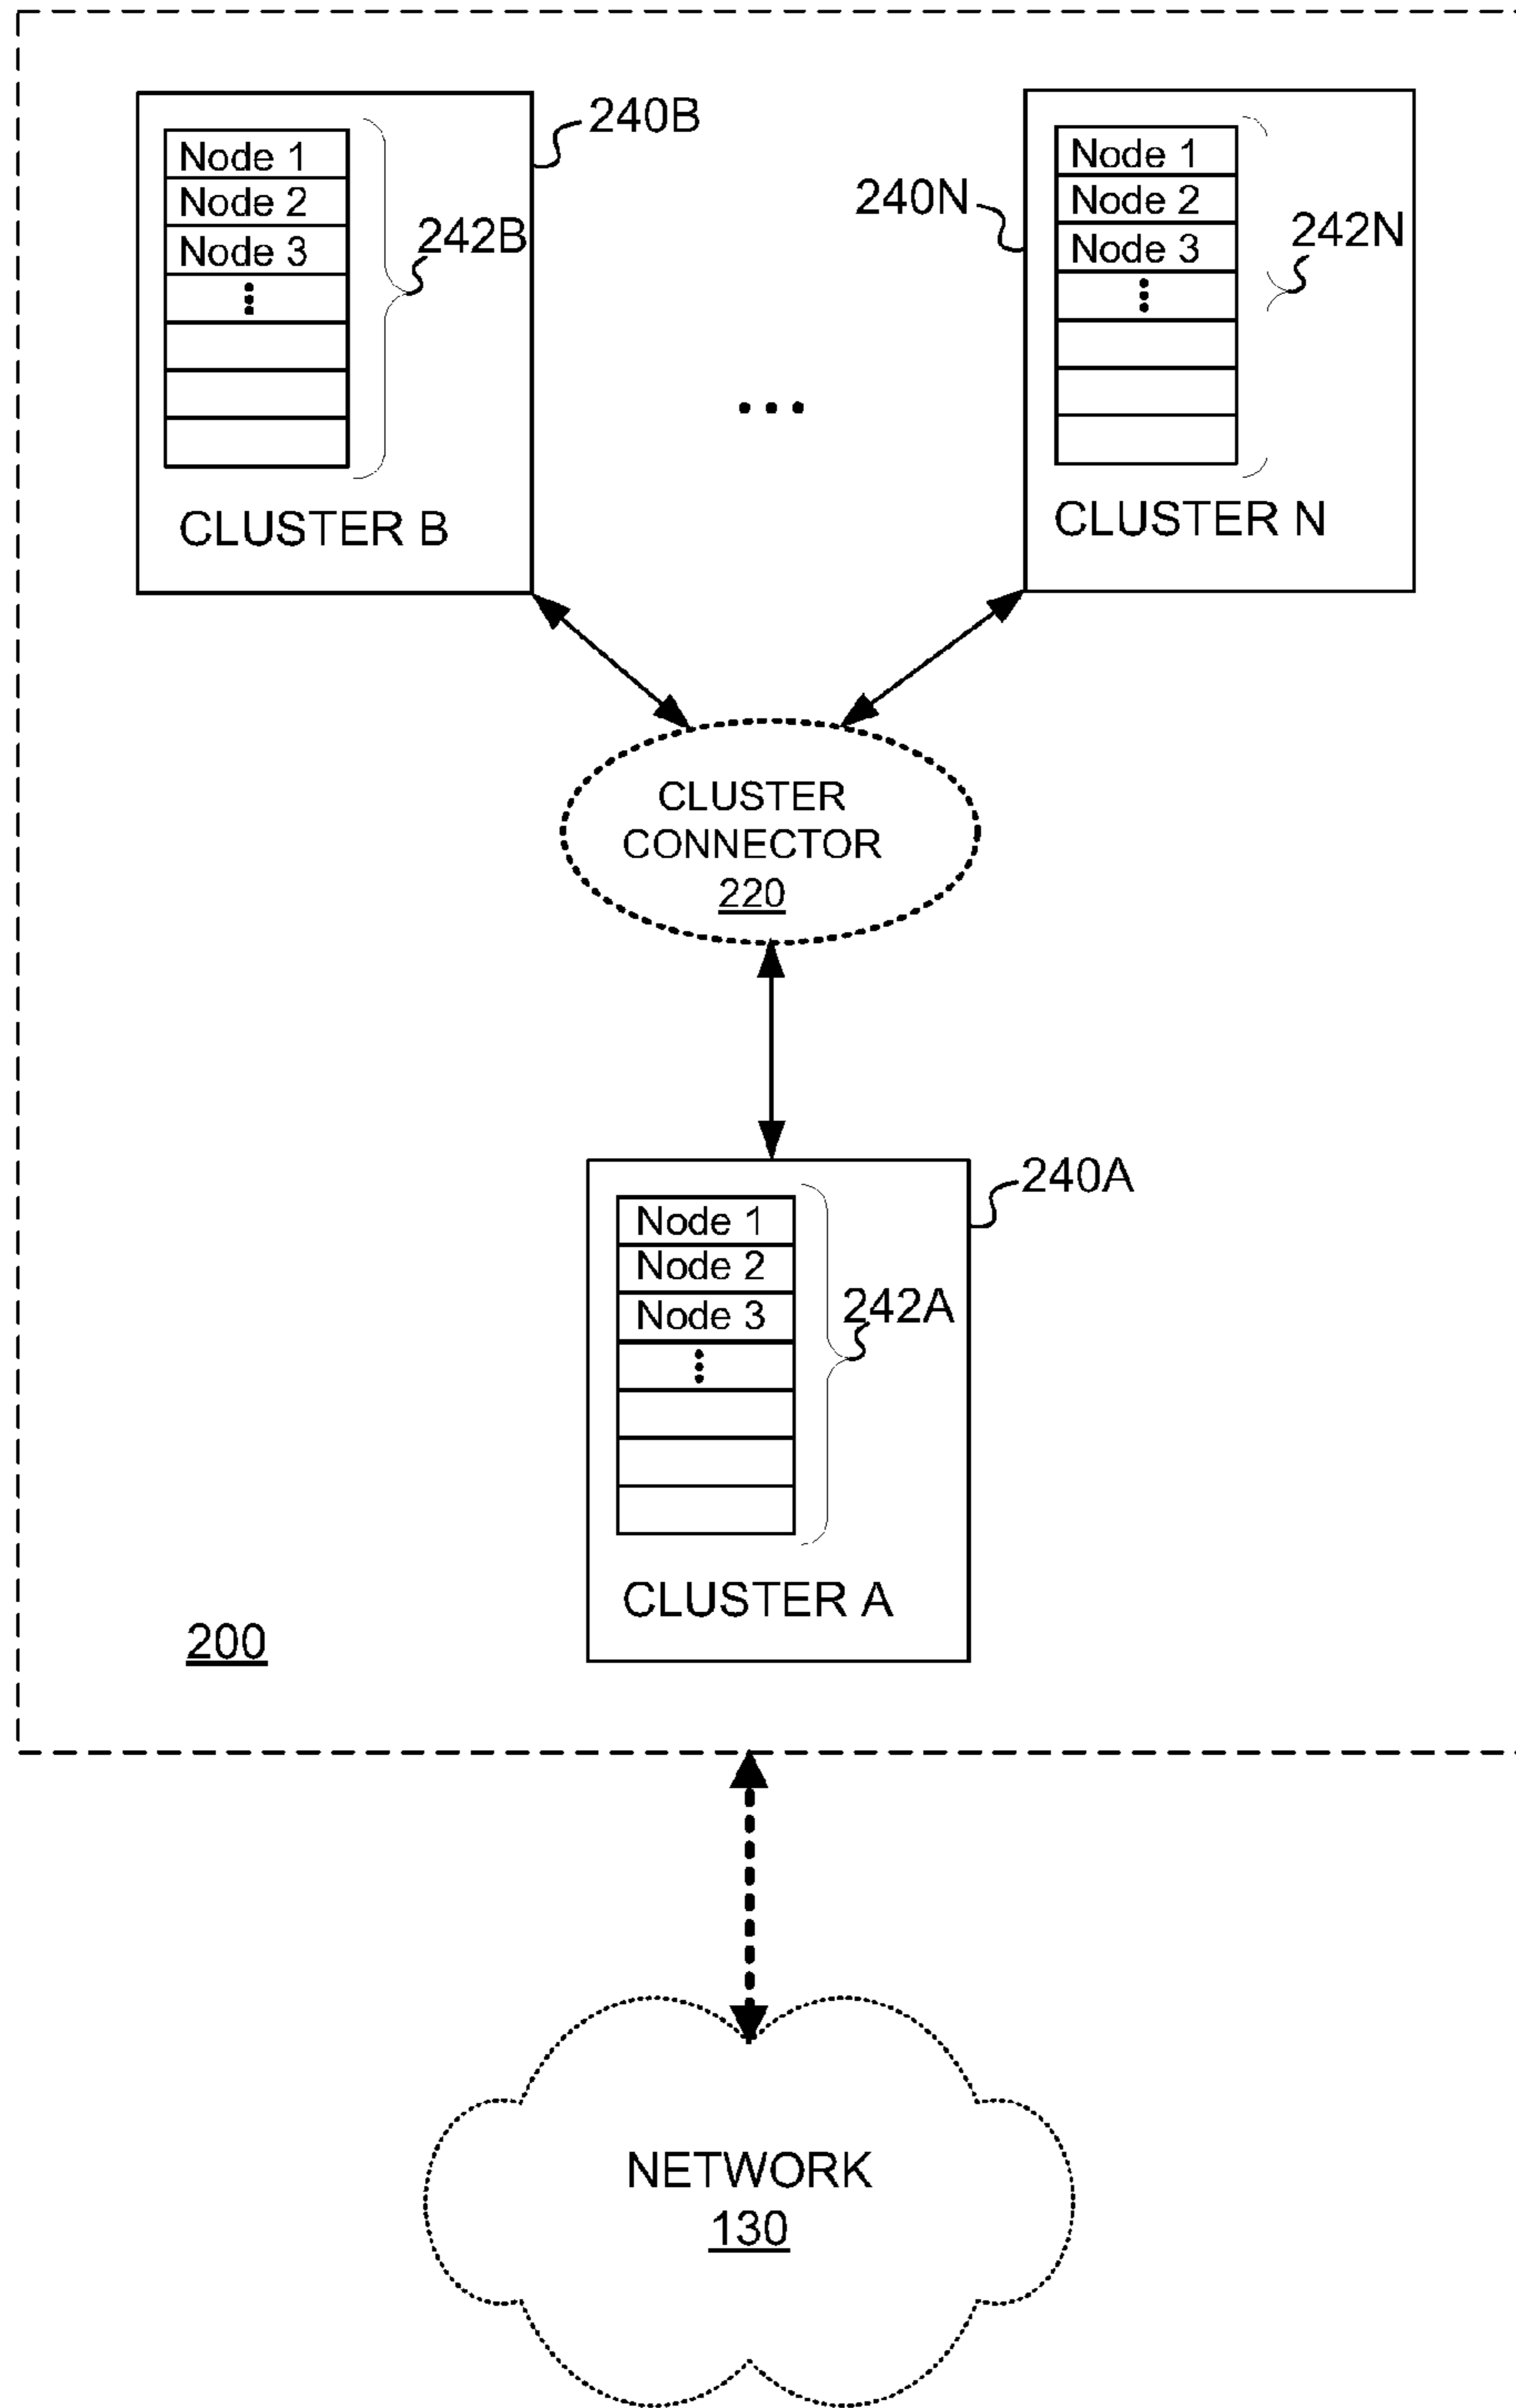 240B
Node 1
Node 2
Node 3
242B
CLUSTER B
240N
Node 1
Node 2
Node 3
242N
CLUSTER N
CLUSTER
CONNECTOR
220
240A
Node 1
Node 2
Node 3
242A
CLUSTER A
200
NETWORK
130